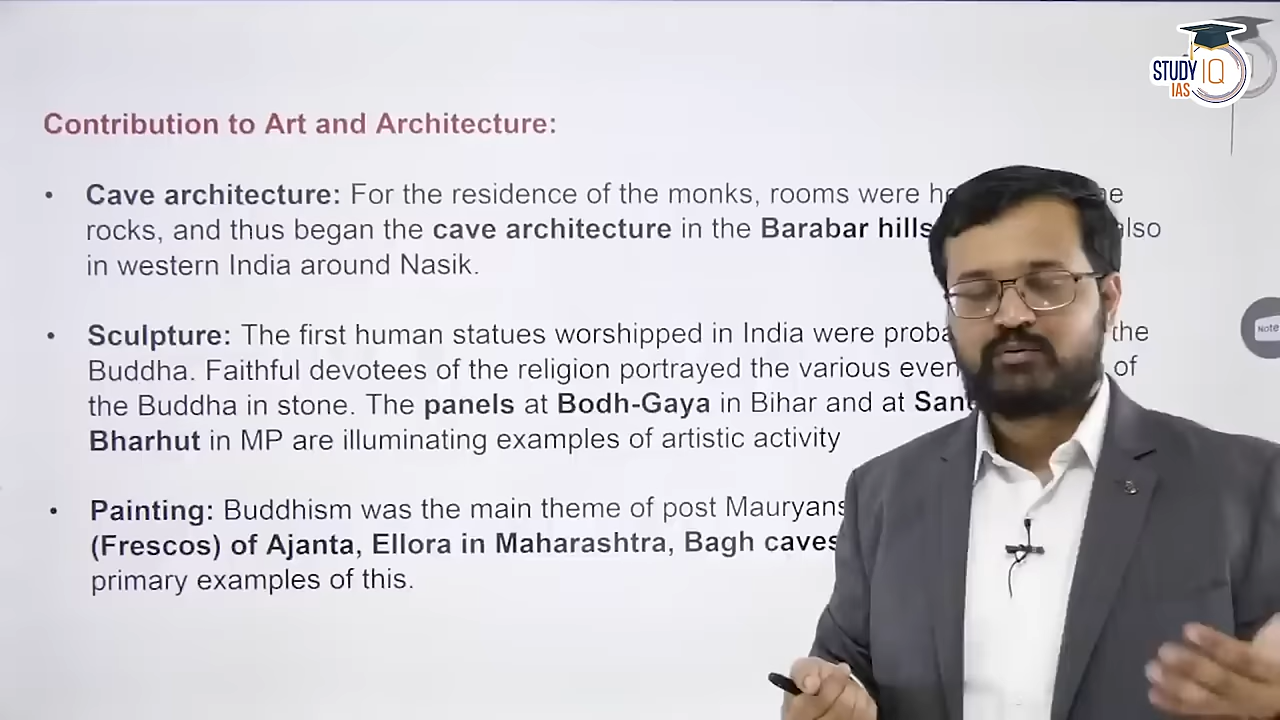 STUDY IQ
IAS
Contribution to Art and Architecture:
• Cave architecture: For the residence of the monks, rooms were
rocks, and thus began the cave architecture in the Barabar hills also
in western India around Nasik.
• Sculpture: The first human statues worshipped in India were the
Buddha. Faithful devotees of the religion portrayed the various of
the Buddha in stone. The panels at Bodh-Gaya in Bihar and at
Bharhut in MP are illuminating examples of artistic activity
Note
• Painting: Buddhism was the main theme of post Mauryans
(Frescos) of Ajanta, Ellora in Maharashtra, Bagh caves
primary examples of this.